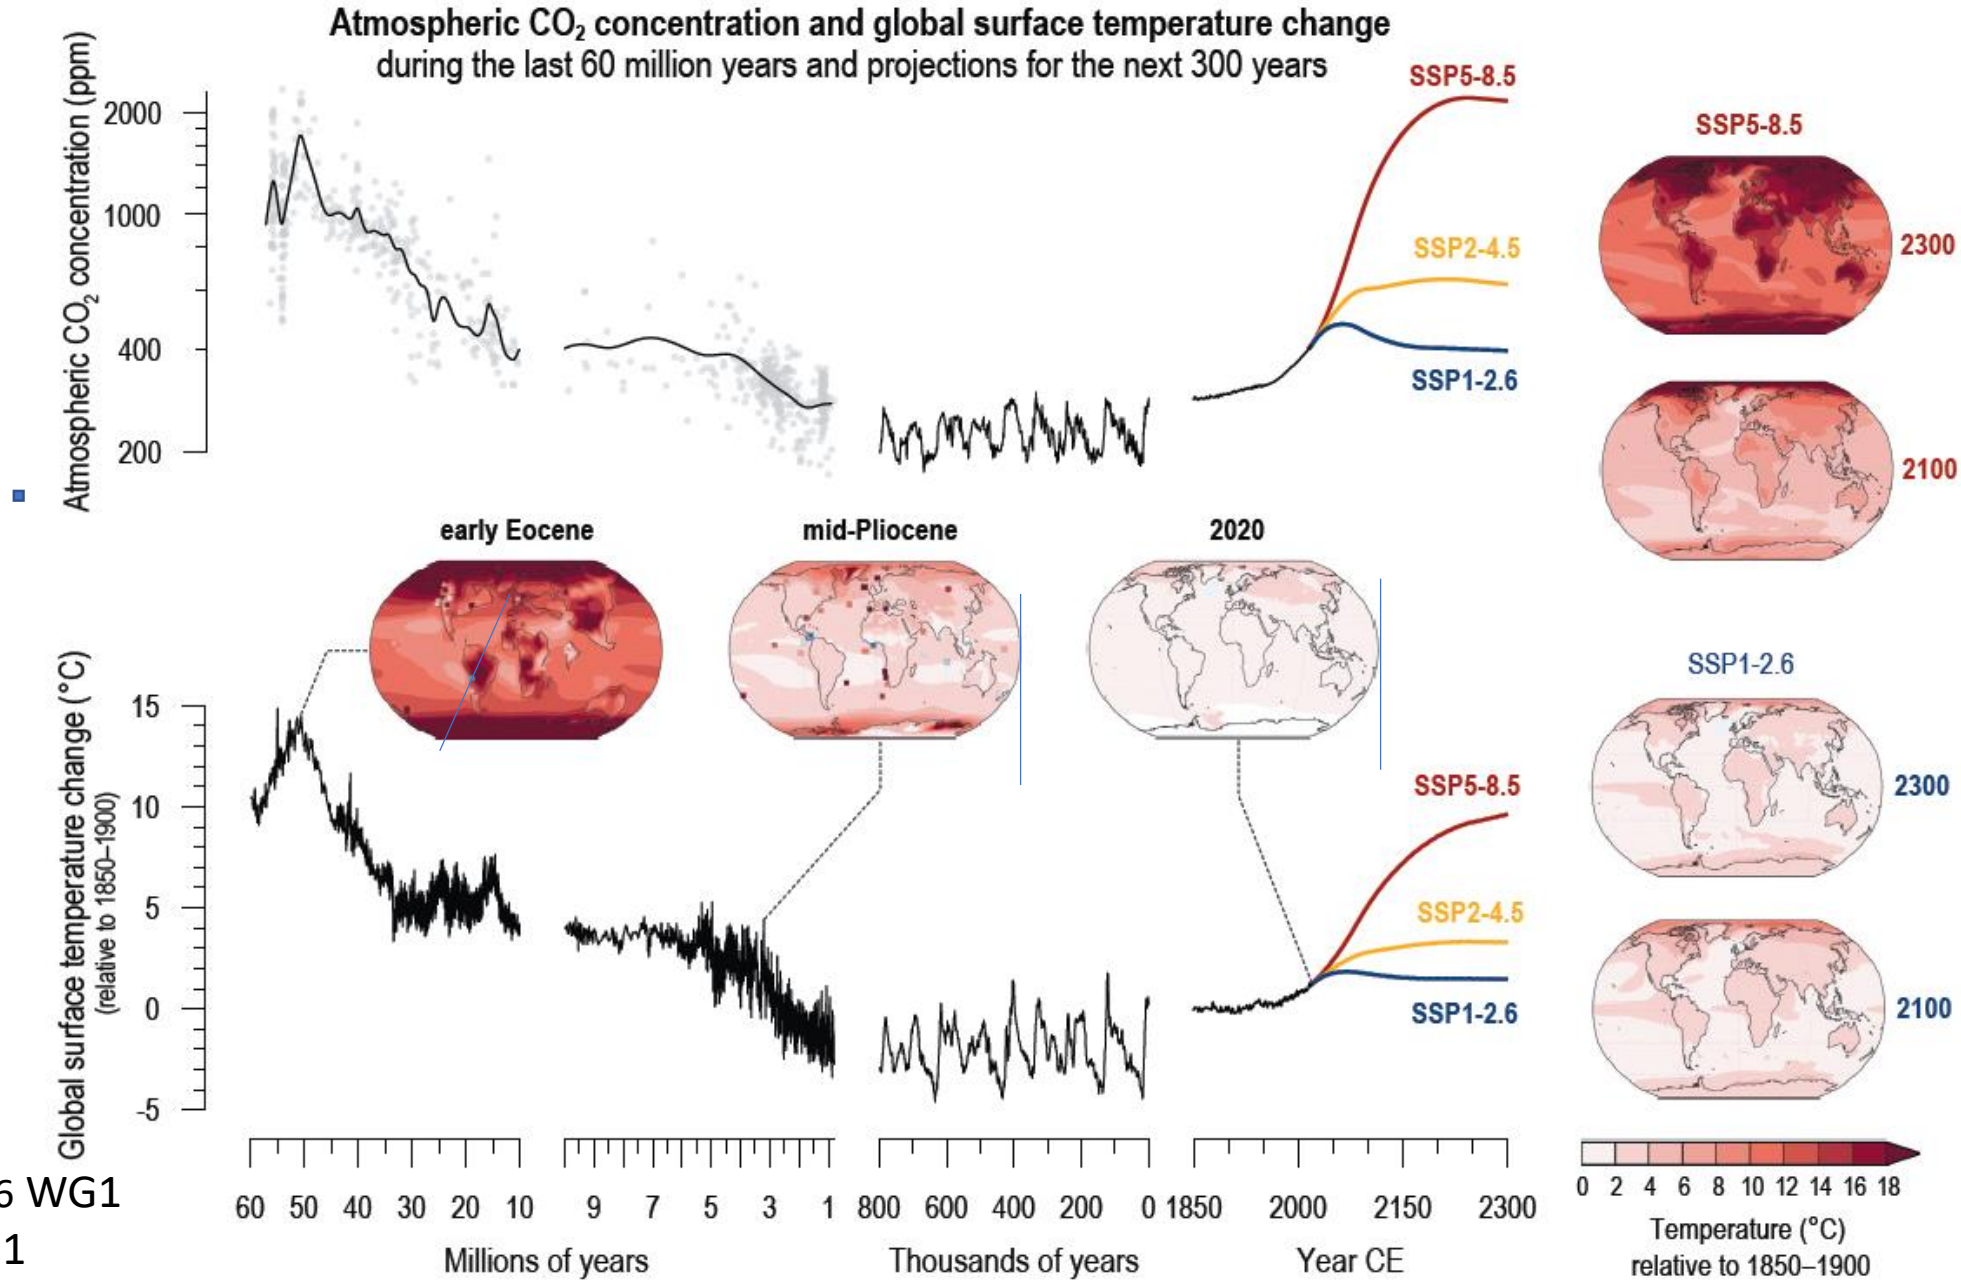 Atmospheric CO₂ concentration and global surface temperature change
during the last 60 million years and projections for the next 300 years
Atmospheric CO₂ concentration (ppm)
2000
1000
400
200
SSP5-8.5
SSP2-4.5
SSP1-2.6
SSP5-8.5
2300
2100
early Eocene
mid-Pliocene
2020
Global surface temperature change (°C)
(relative to 1850–1900)
15
10
5
0
-5
SSP5-8.5
SSP2-4.5
SSP1-2.6
SSP1-2.6
2300
2100
60 50 40 30 20 10
9 7 5 3 1
800 600 400 200 0
1850 2000 2150 2300
Millions of years
Thousands of years
Year CE
0 2 4 6 8 10 12 14 16 18
Temperature (°C)
relative to 1850–1900
6 WG1
1